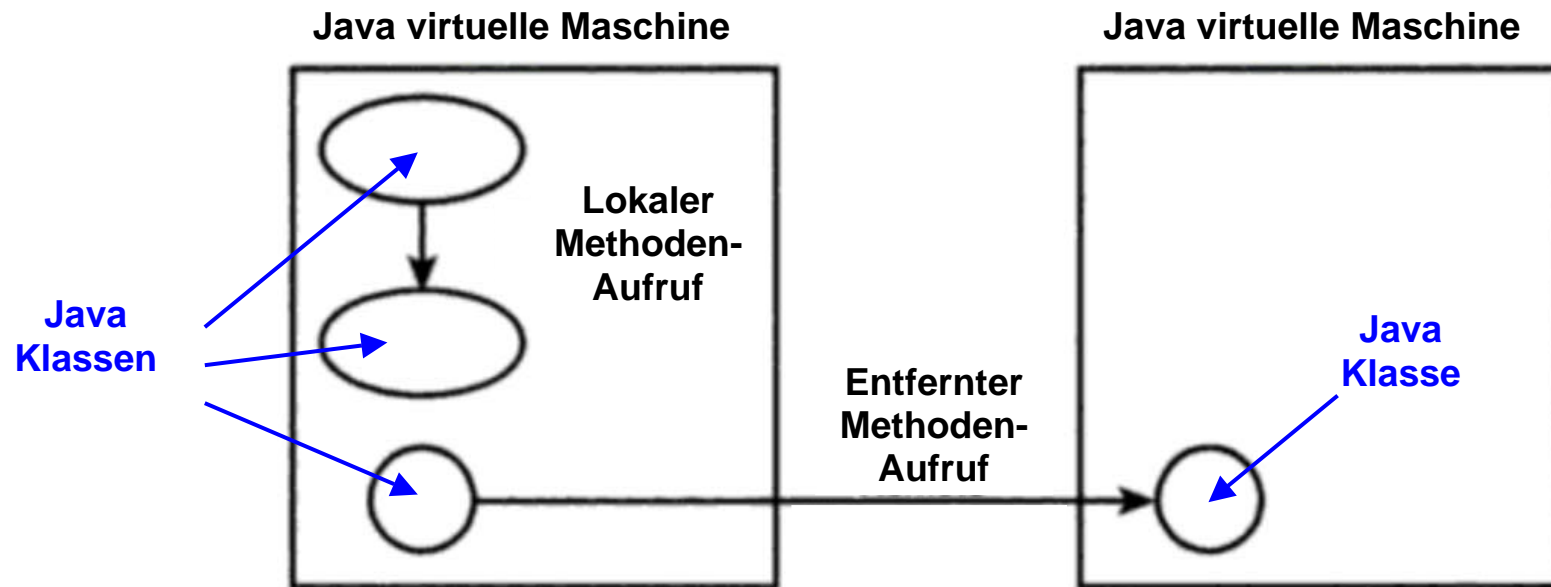 Java virtuelle Maschine
Java virtuelle Maschine
Lokaler
Methoden-
Aufruf
Java
Klassen
Entfernter
Methoden-
Aufruf
Java
Klasse